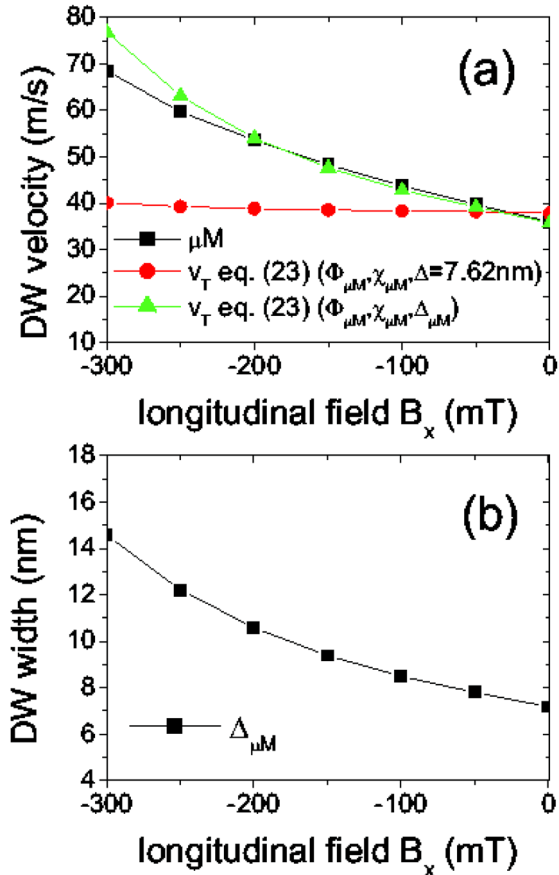 80
70
60
50
40
30
20
10
DW velocity (m/s)
(a)
μM
v_T eq. (23) (Φ_μM, χ_μM, Δ=7.62nm)
v_T eq. (23) (Φ_μM, χ_μM, Δ_μM)
-300 -200 -100 0
longitudinal field B_x (mT)
18
16
14
12
10
8
6
4
DW width (nm)
(b)
Δ_μM
-300 -200 -100 0
longitudinal field B_x (mT)